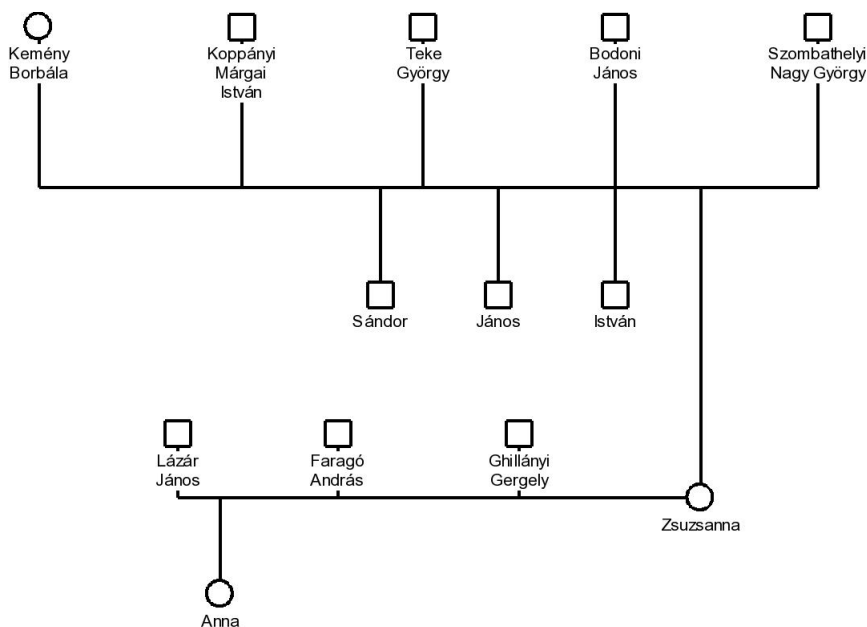 Kemény
Borbála
Koppányi
Márgai
István
Teke
György
Bodoni
János
Szombathelyi
Nagy György
Sándor
János
István
Lázár
János
Faragó
András
Ghillányi
Gergely
Zsuzsanna
Anna